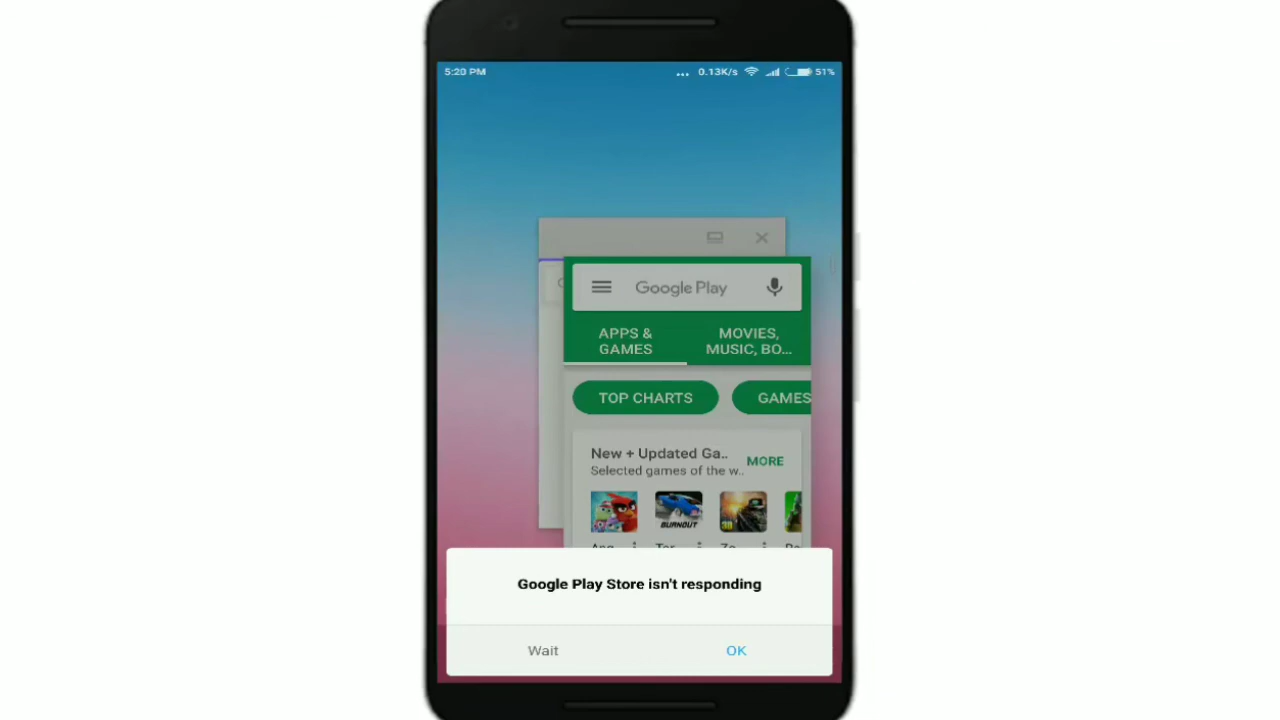 5:20 PM
... 0.13K/s 51%
Google Play
APPS & GAMES
MOVIES, MUSIC, BO...
TOP CHARTS
GAMES
New + Updated Ga..
MORE
Selected games of the w..
BURNOUT
3D
Google Play Store isn't responding
Wait
OK